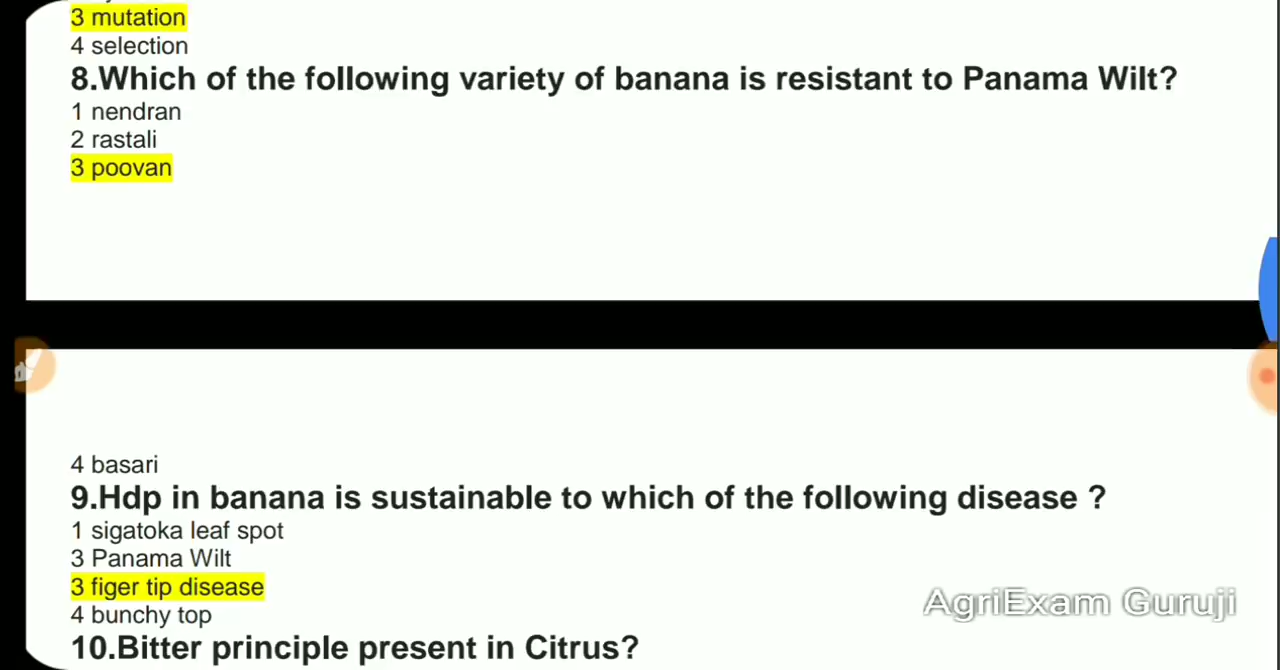 3 mutation
4 selection
8.Which of the following variety of banana is resistant to Panama Wilt?
1 nendran
2 rastali
3 poovan
4 basari
9.Hdp in banana is sustainable to which of the following disease ?
1 sigatoka leaf spot
3 Panama Wilt
3 figer tip disease
4 bunchy top
AgriExam Guruji
10.Bitter principle present in Citrus?